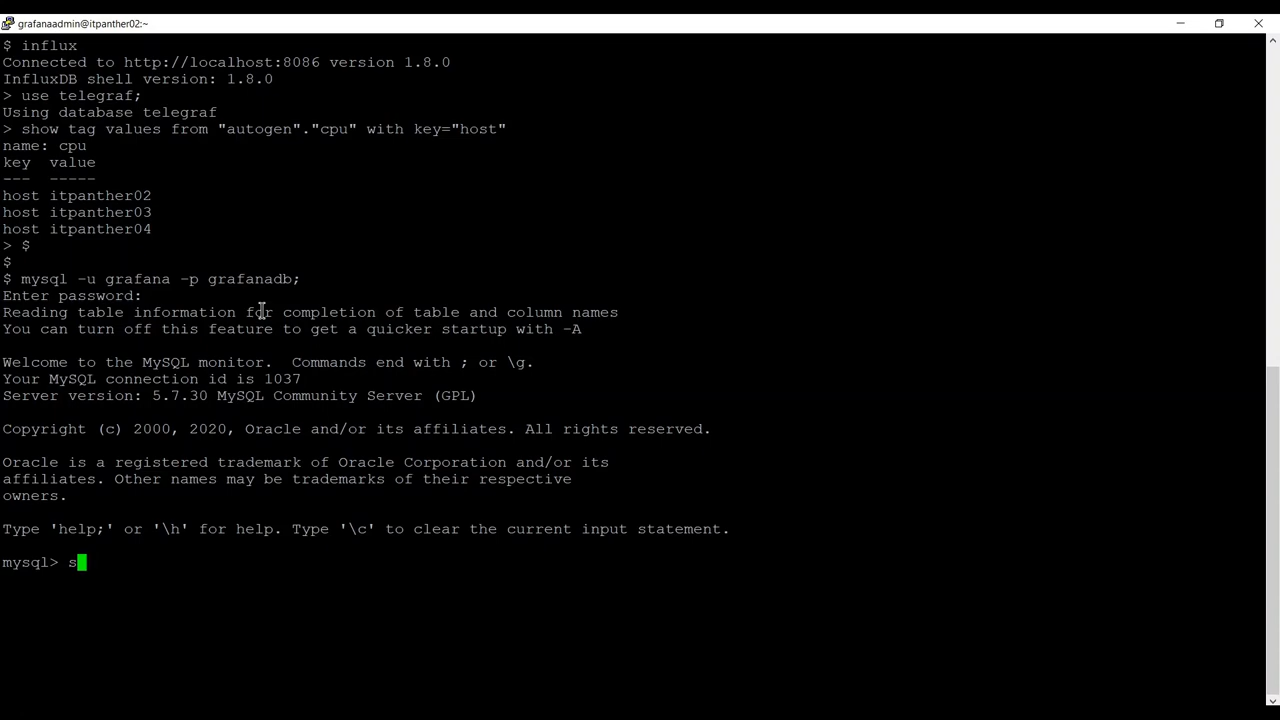 grafanaadmin@itpanther02:~
$ influx
Connected to http://localhost:8086 version 1.8.0
InfluxDB shell version: 1.8.0
> use telegraf;
Using database telegraf
> show tag values from "autogen"."cpu" with key="host"
name: cpu
key  value
---  -----
host itpanther02
host itpanther03
host itpanther04
> $
$
$ mysql -u grafana -p grafanadb;
Enter password:
Reading table information for completion of table and column names
You can turn off this feature to get a quicker startup with -A
Welcome to the MySQL monitor.  Commands end with ; or \g.
Your MySQL connection id is 1037
Server version: 5.7.30 MySQL Community Server (GPL)
Copyright (c) 2000, 2020, Oracle and/or its affiliates. All rights reserved.
Oracle is a registered trademark of Oracle Corporation and/or its
affiliates. Other names may be trademarks of their respective
owners.
Type 'help;' or '\h' for help. Type '\c' to clear the current input statement.
mysql> s